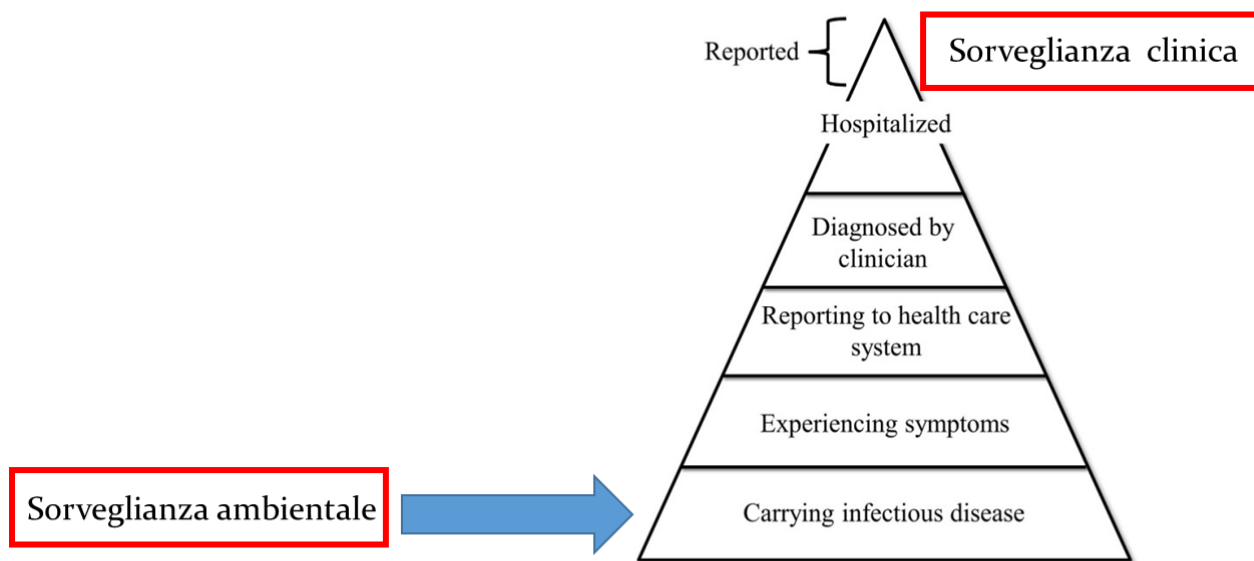 Reported
Sorveglianza clinica
Hospitalized
Diagnosed by
clinician
Reporting to health care
system
Experiencing symptoms
Sorveglianza ambientale
Carrying infectious disease